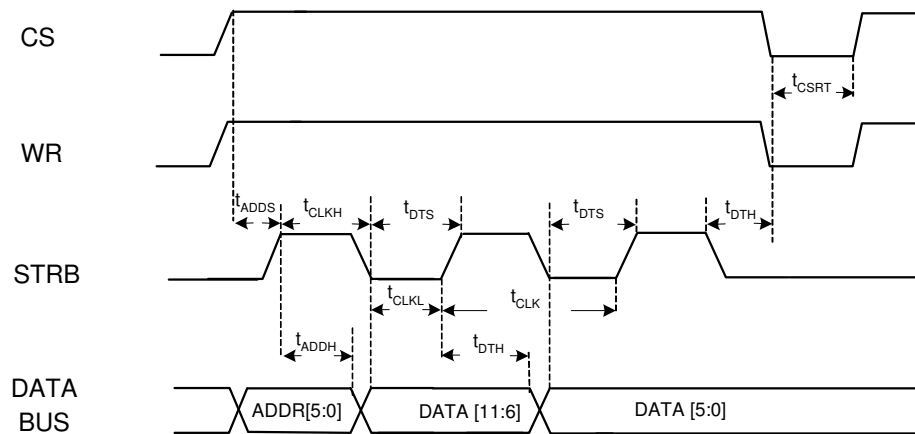 CS
t_CSRT
WR
t_ADDS t_CLKH t_DTS t_DTS t_DTH
STRB
t_CLKL t_CLK
t_ADDH t_DTH
DATA
BUS
ADDR[5:0] DATA [11:6] DATA [5:0]